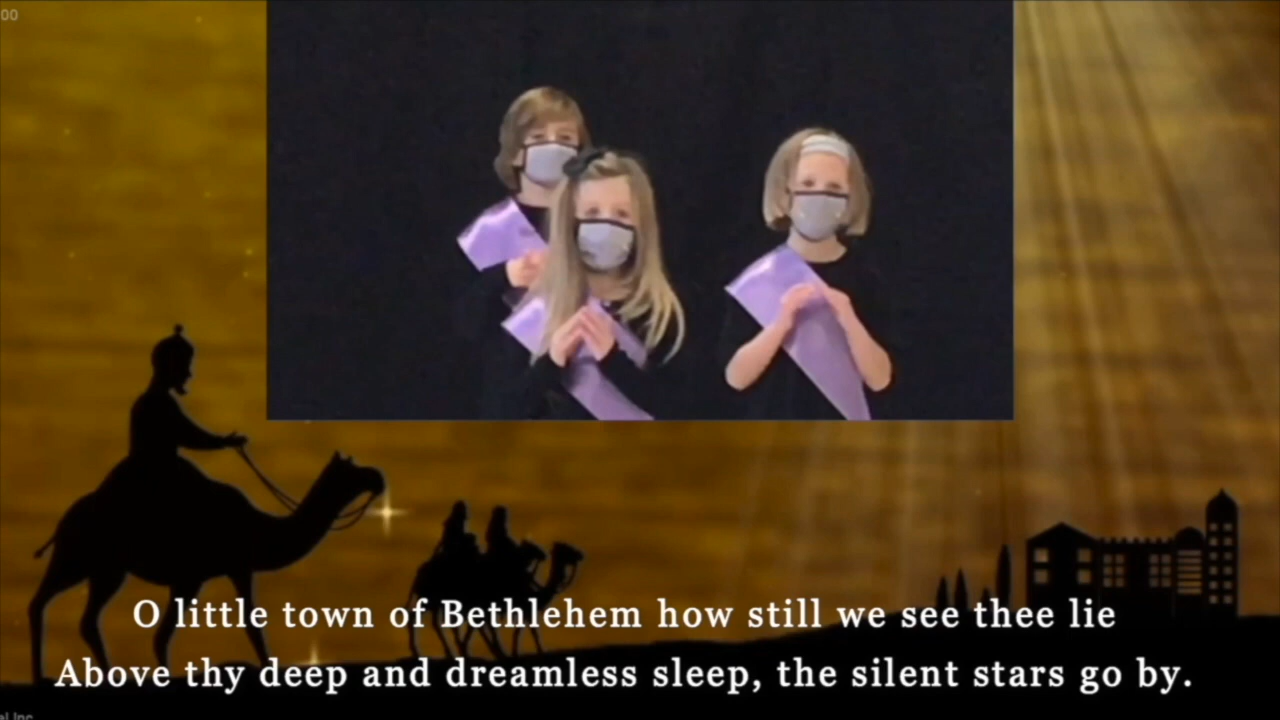 00
O little town of Bethlehem how still we see thee lie
Above thy deep and dreamless sleep, the silent stars go by.